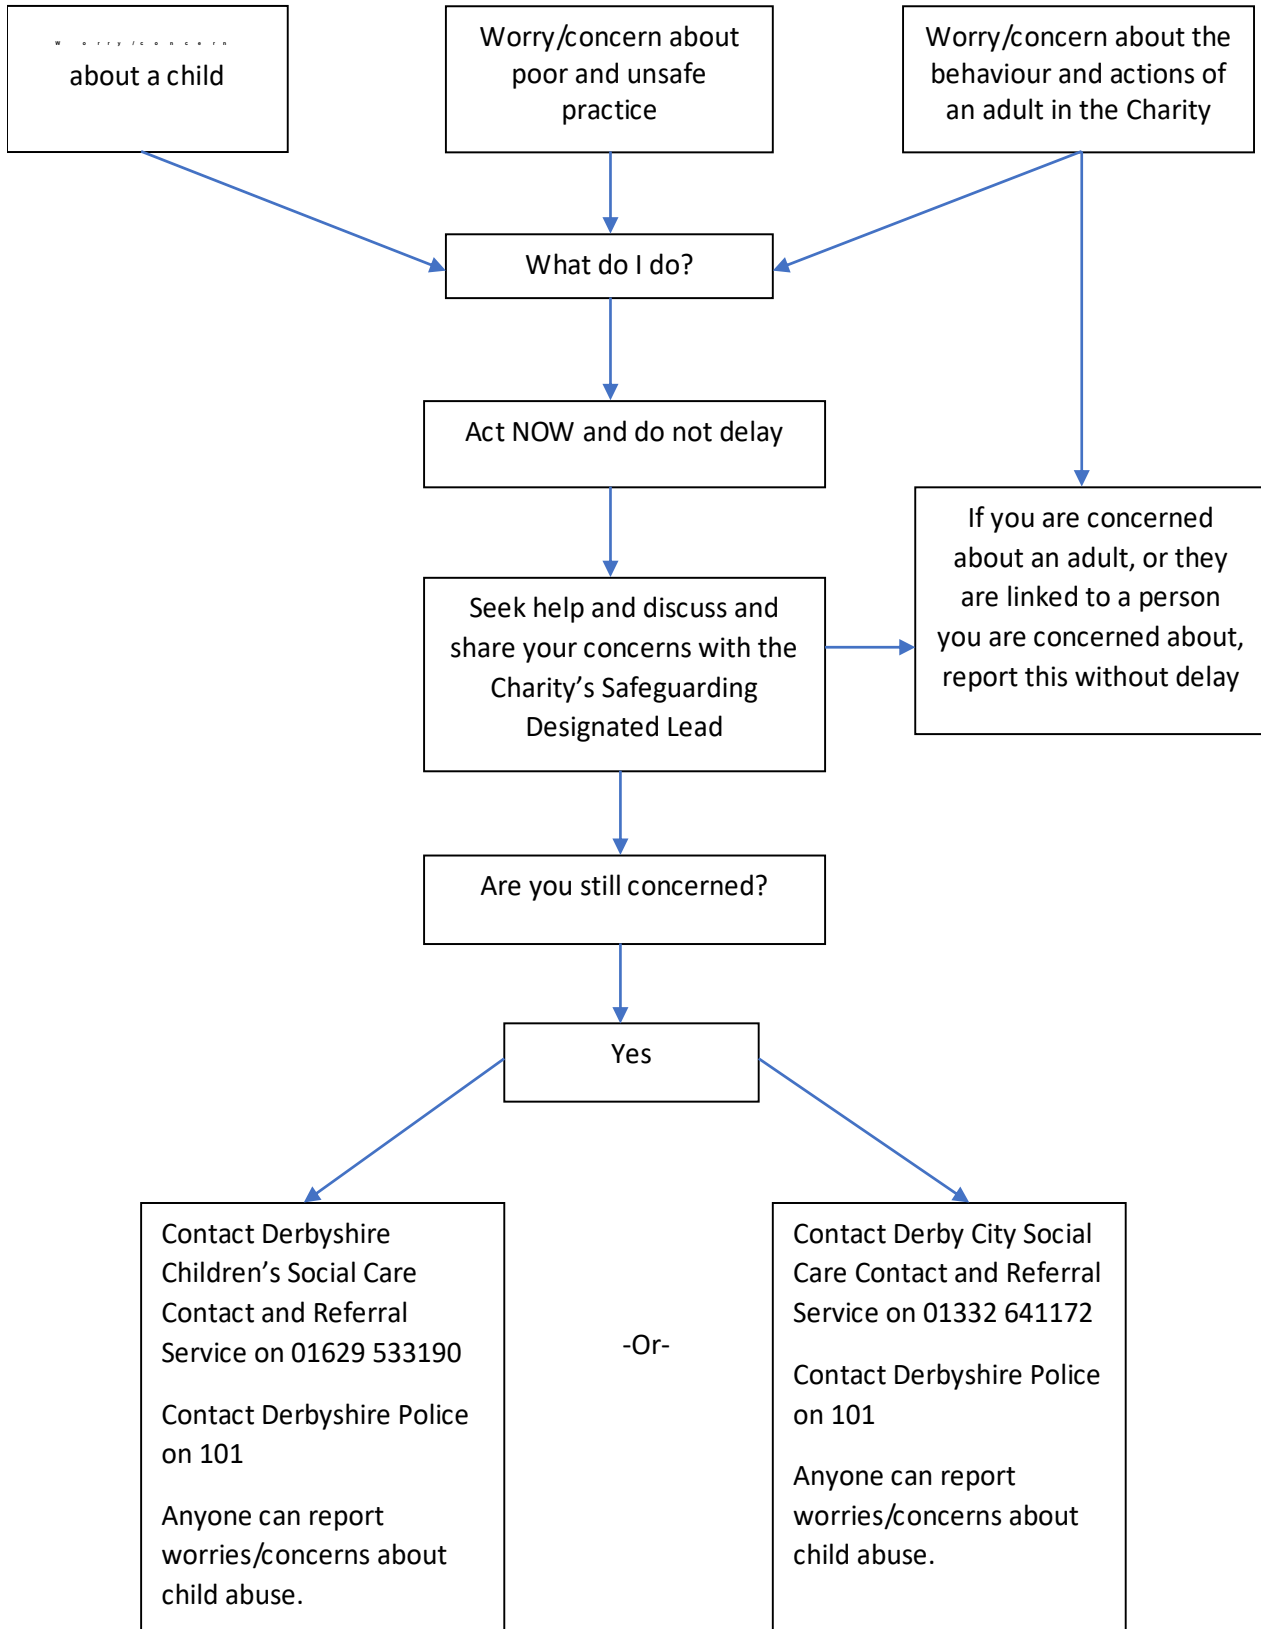 Worry/concern
about a child
Worry/concern about
poor and unsafe
practice
Worry/concern about the
behaviour and actions of
an adult in the Charity
What do I do?
Act NOW and do not delay
If you are concerned
about an adult, or they
are linked to a person
you are concerned about,
report this without delay
Seek help and discuss and
share your concerns with the
Charity’s Safeguarding
Designated Lead
Are you still concerned?
Yes
Contact Derbyshire
Children’s Social Care
Contact and Referral
Service on 01629 533190
Contact Derbyshire Police
on 101
Anyone can report
worries/concerns about
child abuse.
-Or-
Contact Derby City Social
Care Contact and Referral
Service on 01332 641172
Contact Derbyshire Police
on 101
Anyone can report
worries/concerns about
child abuse.